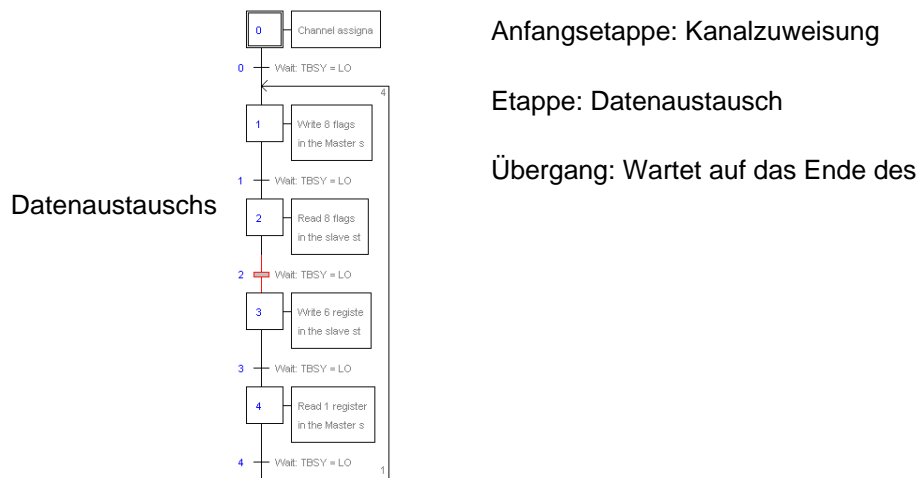 0
Channel assigna
0 Wait: TBSY = LO
4
1
Write 8 flags
in the Master s
1 Wait: TBSY = LO
2
Read 8 flags
in the slave st
2 Wait: TBSY = LO
3
Write 6 registe
in the slave st
3 Wait: TBSY = LO
4
Read 1 register
in the Master s
4 Wait: TBSY = LO
1
Anfangsetappe: Kanalzuweisung
Etappe: Datenaustausch
Übergang: Wartet auf das Ende des
Datenaustauschs